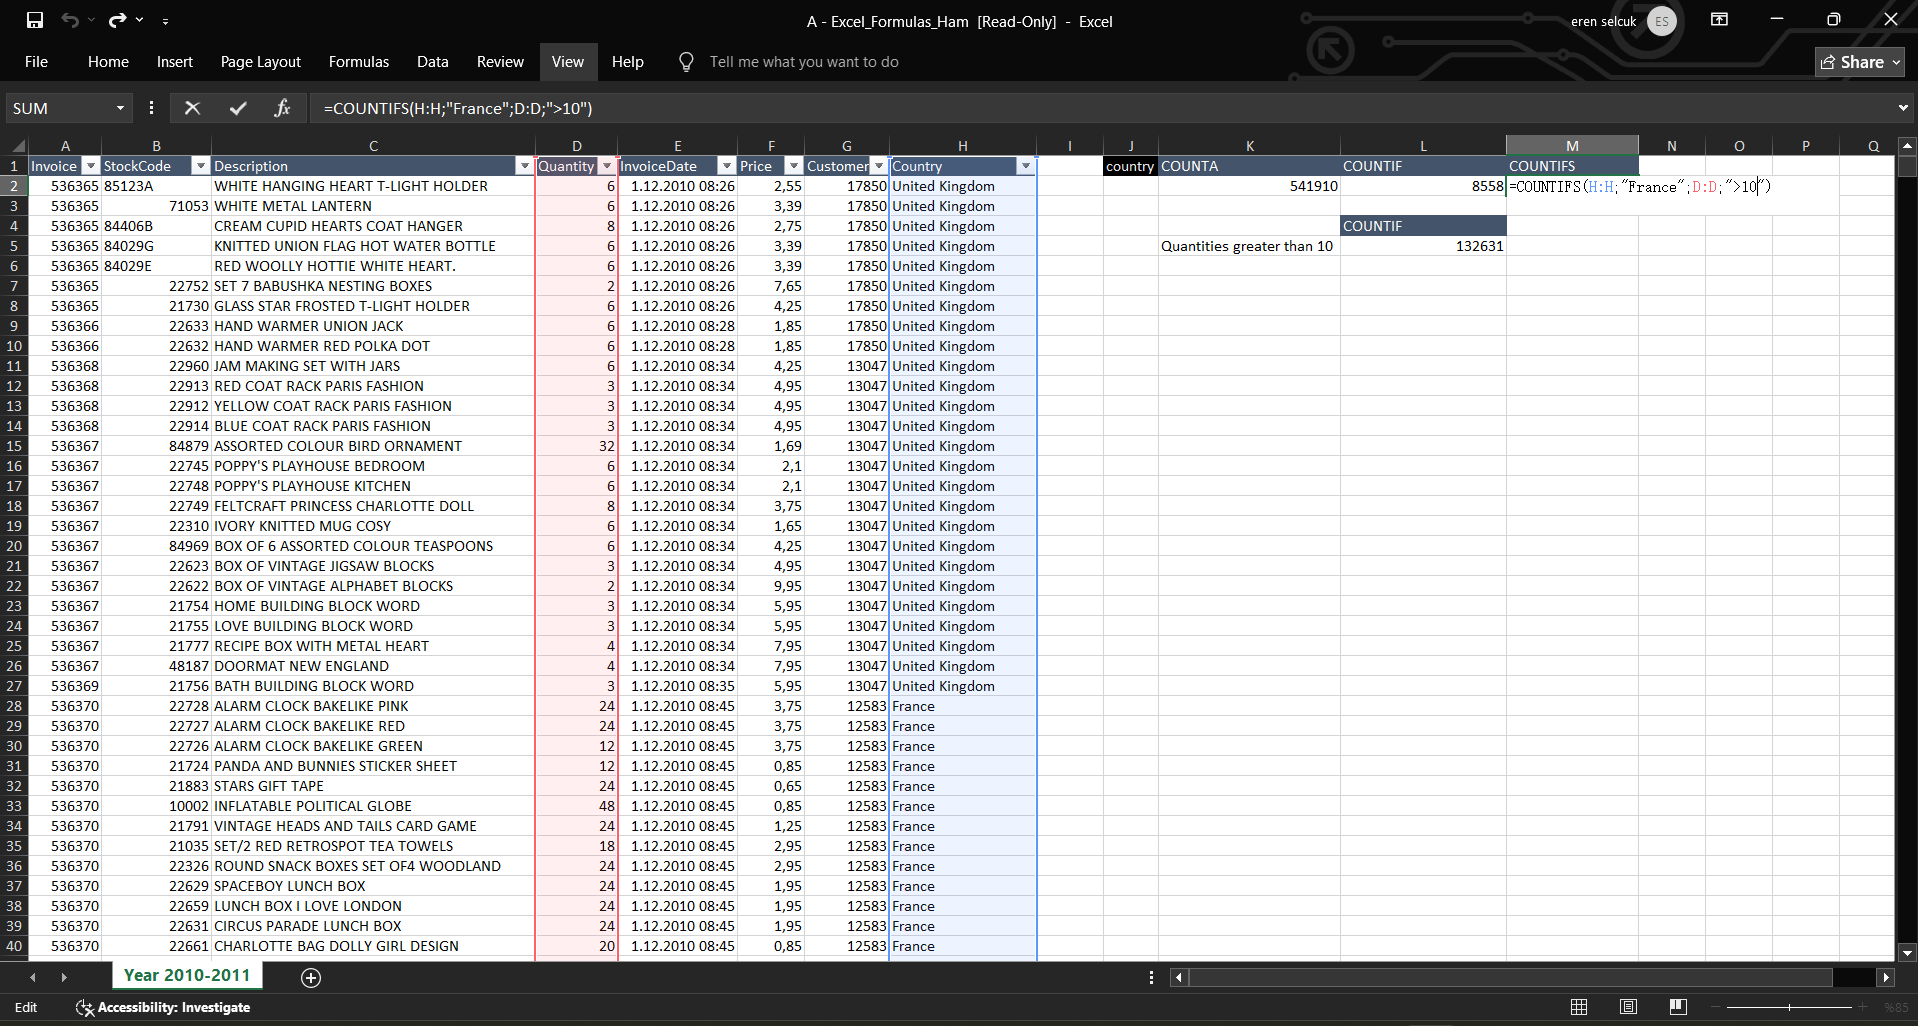 A - Excel_Formulas_Ham [Read-Only] - Excel
eren selcuk ES
File Home Insert Page Layout Formulas Data Review View Help Tell me what you want to do Share
SUM fx =COUNTIFS(H:H;"France";D:D;">10")
A B C D E F G H I J K L M N O P Q
1 Invoice StockCode Description Quantity InvoiceDate Price Customer Country country COUNTA COUNTIF COUNTIFS
2 536365 85123A WHITE HANGING HEART T-LIGHT HOLDER 6 1.12.2010 08:26 2,55 17850 United Kingdom 541910 8558 =COUNTIFS(H:H;"France";D:D;">10")
3 536365 71053 WHITE METAL LANTERN 6 1.12.2010 08:26 3,39 17850 United Kingdom
4 536365 84406B CREAM CUPID HEARTS COAT HANGER 8 1.12.2010 08:26 2,75 17850 United Kingdom COUNTIF
5 536365 84029G KNITTED UNION FLAG HOT WATER BOTTLE 6 1.12.2010 08:26 3,39 17850 United Kingdom Quantities greater than 10 132631
6 536365 84029E RED WOOLLY HOTTIE WHITE HEART. 6 1.12.2010 08:26 3,39 17850 United Kingdom
7 536365 22752 SET 7 BABUSHKA NESTING BOXES 2 1.12.2010 08:26 7,65 17850 United Kingdom
8 536365 21730 GLASS STAR FROSTED T-LIGHT HOLDER 6 1.12.2010 08:26 4,25 17850 United Kingdom
9 536366 22633 HAND WARMER UNION JACK 6 1.12.2010 08:28 1,85 17850 United Kingdom
10 536366 22632 HAND WARMER RED POLKA DOT 6 1.12.2010 08:28 1,85 17850 United Kingdom
11 536368 22960 JAM MAKING SET WITH JARS 6 1.12.2010 08:34 4,25 13047 United Kingdom
12 536368 22913 RED COAT RACK PARIS FASHION 3 1.12.2010 08:34 4,95 13047 United Kingdom
13 536368 22912 YELLOW COAT RACK PARIS FASHION 3 1.12.2010 08:34 4,95 13047 United Kingdom
14 536368 22914 BLUE COAT RACK PARIS FASHION 3 1.12.2010 08:34 4,95 13047 United Kingdom
15 536367 84879 ASSORTED COLOUR BIRD ORNAMENT 32 1.12.2010 08:34 1,69 13047 United Kingdom
16 536367 22745 POPPY'S PLAYHOUSE BEDROOM 6 1.12.2010 08:34 2,1 13047 United Kingdom
17 536367 22748 POPPY'S PLAYHOUSE KITCHEN 6 1.12.2010 08:34 2,1 13047 United Kingdom
18 536367 22749 FELTCRAFT PRINCESS CHARLOTTE DOLL 8 1.12.2010 08:34 3,75 13047 United Kingdom
19 536367 22310 IVORY KNITTED MUG COSY 6 1.12.2010 08:34 1,65 13047 United Kingdom
20 536367 84969 BOX OF 6 ASSORTED COLOUR TEASPOONS 6 1.12.2010 08:34 4,25 13047 United Kingdom
21 536367 22623 BOX OF VINTAGE JIGSAW BLOCKS 3 1.12.2010 08:34 4,95 13047 United Kingdom
22 536367 22622 BOX OF VINTAGE ALPHABET BLOCKS 2 1.12.2010 08:34 9,95 13047 United Kingdom
23 536367 21754 HOME BUILDING BLOCK WORD 3 1.12.2010 08:34 5,95 13047 United Kingdom
24 536367 21755 LOVE BUILDING BLOCK WORD 3 1.12.2010 08:34 5,95 13047 United Kingdom
25 536367 21777 RECIPE BOX WITH METAL HEART 4 1.12.2010 08:34 7,95 13047 United Kingdom
26 536367 48187 DOORMAT NEW ENGLAND 4 1.12.2010 08:34 7,95 13047 United Kingdom
27 536369 21756 BATH BUILDING BLOCK WORD 3 1.12.2010 08:35 5,95 13047 United Kingdom
28 536370 22728 ALARM CLOCK BAKELIKE PINK 24 1.12.2010 08:45 3,75 12583 France
29 536370 22727 ALARM CLOCK BAKELIKE RED 24 1.12.2010 08:45 3,75 12583 France
30 536370 22726 ALARM CLOCK BAKELIKE GREEN 12 1.12.2010 08:45 3,75 12583 France
31 536370 21724 PANDA AND BUNNIES STICKER SHEET 12 1.12.2010 08:45 0,85 12583 France
32 536370 21883 STARS GIFT TAPE 24 1.12.2010 08:45 0,65 12583 France
33 536370 10002 INFLATABLE POLITICAL GLOBE 48 1.12.2010 08:45 0,85 12583 France
34 536370 21791 VINTAGE HEADS AND TAILS CARD GAME 24 1.12.2010 08:45 1,25 12583 France
35 536370 21035 SET/2 RED RETROSPOT TEA TOWELS 18 1.12.2010 08:45 2,95 12583 France
36 536370 22326 ROUND SNACK BOXES SET OF4 WOODLAND 24 1.12.2010 08:45 2,95 12583 France
37 536370 22629 SPACEBOY LUNCH BOX 24 1.12.2010 08:45 1,95 12583 France
38 536370 22659 LUNCH BOX I LOVE LONDON 24 1.12.2010 08:45 1,95 12583 France
39 536370 22631 CIRCUS PARADE LUNCH BOX 24 1.12.2010 08:45 1,95 12583 France
40 536370 22661 CHARLOTTE BAG DOLLY GIRL DESIGN 20 1.12.2010 08:45 0,85 12583 France
Year 2010-2011
Edit Accessibility: Investigate %85